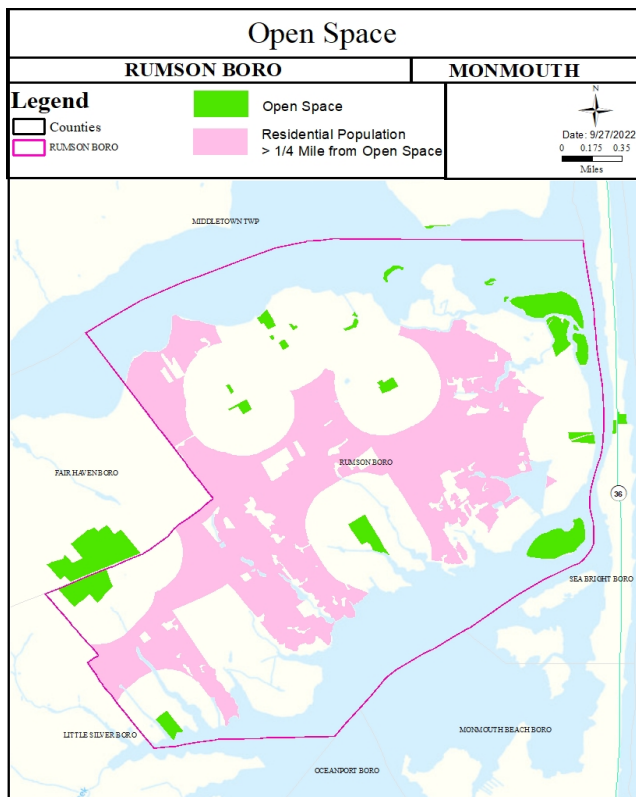 Open Space
RUMSON BORO
MONMOUTH
Legend
Counties
RUMSON BORO
Open Space
Residential Population
> 1/4 Mile from Open Space
N
Date: 9/27/2022
0 0.175 0.35
Miles
MIDDLETOWN TWP
RUMSON BORO
FAIR HAVEN BORO
36
SEA BRIGHT BORO
LITTLE SILVER BORO
MONMOUTH BEACH BORO
OCEANPORT BORO